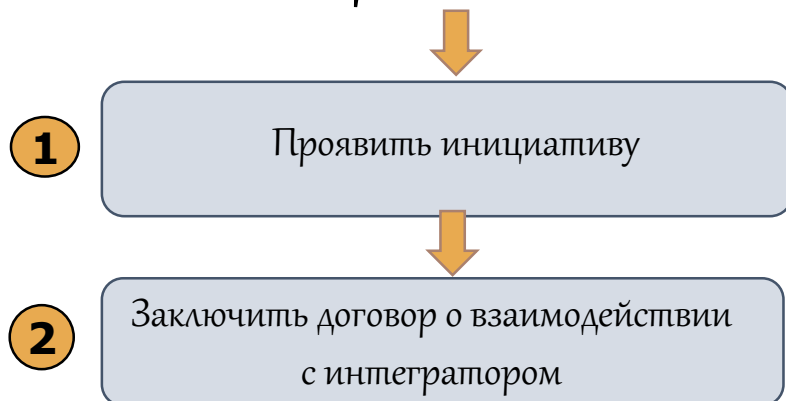 1
Проявить инициативу
2
Заключить договор о взаимодействии
с интегратором